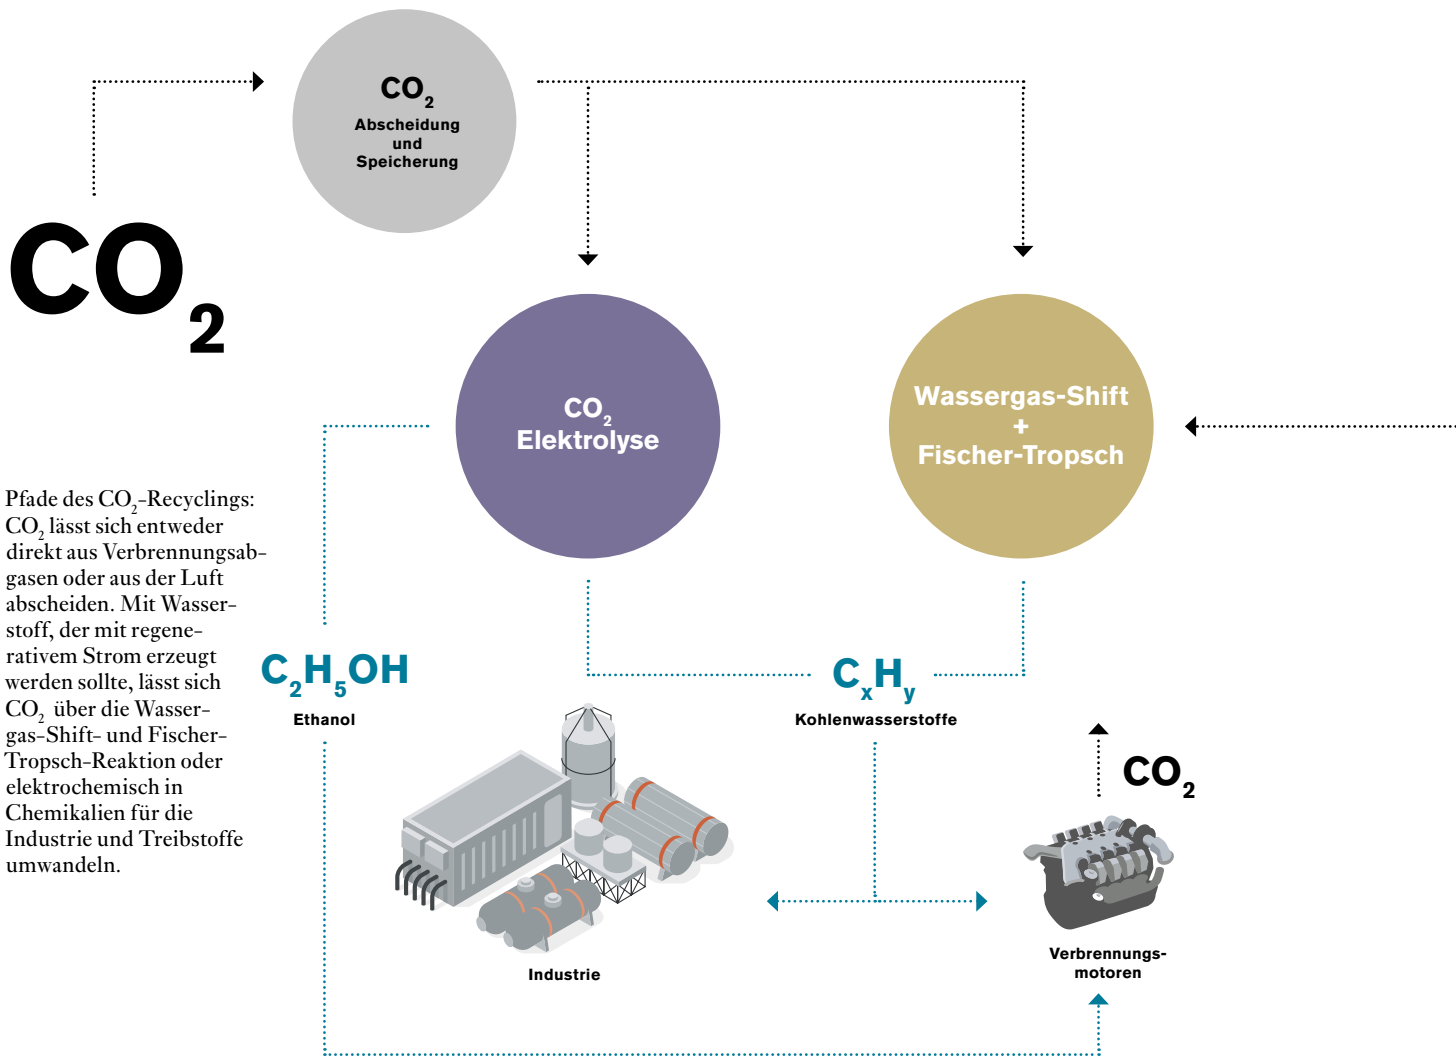 CO₂
Abscheidung
und
Speicherung
CO₂
CO₂
Elektrolyse
Wassergas-Shift
+
Fischer-Tropsch
Pfade des CO₂-Recyclings:
CO₂ lässt sich entweder
direkt aus Verbrennungsab-
gasen oder aus der Luft
abscheiden. Mit Wasser-
stoff, der mit regene-
rativem Strom erzeugt
werden sollte, lässt sich
CO₂ über die Wasser-
gas-Shift- und Fischer-
Tropsch-Reaktion oder
elektrochemisch in
Chemikalien für die
Industrie und Treibstoffe
umwandeln.
C₂H₅OH
Ethanol
CₓHᵧ
Kohlenwasserstoffe
CO₂
Industrie
Verbrennungs-
motoren